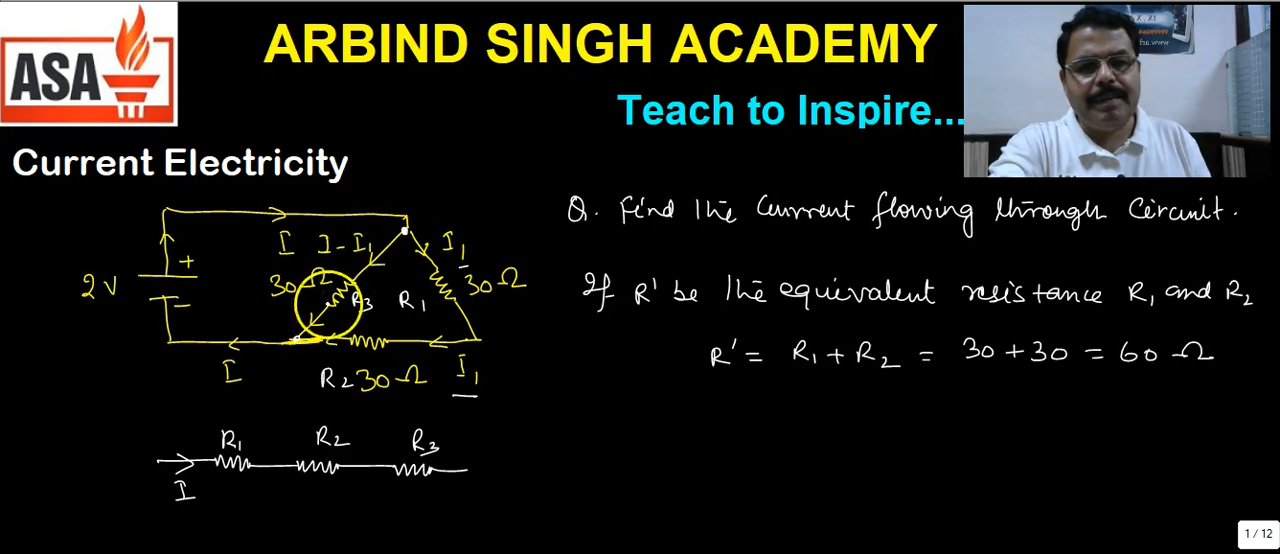 ARBIND SINGH ACADEMY
ASA
Teach to Inspire...
Current Electricity
Q. Find the current flowing through circuit.
I I-I₁ I₁
2V + − 30Ω R₃ R₁ 30Ω
If R' be the equivalent resistance R₁ and R₂
R' = R₁ + R₂ = 30 + 30 = 60 Ω
I R₂ 30Ω I₁
R₁ R₂ R₃
I
1 / 12